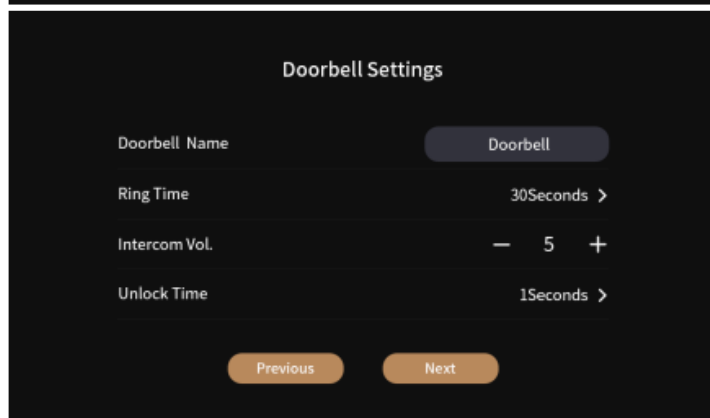 Doorbell Settings
Doorbell Name Doorbell
Ring Time 30Seconds >
Intercom Vol. — 5 +
Unlock Time 1Seconds >
Previous Next